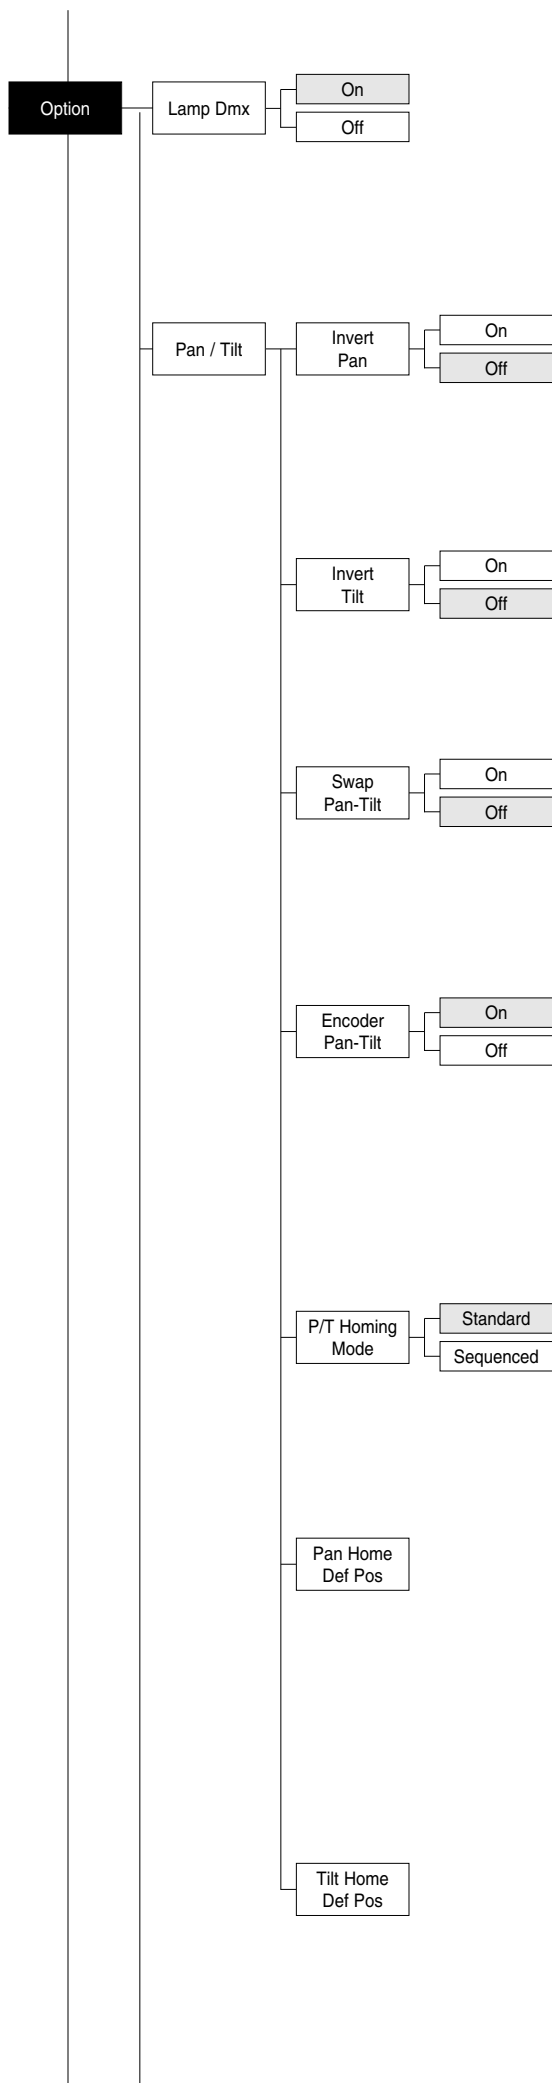 Option
Lamp Dmx
On
Off
Pan / Tilt
Invert
Pan
On
Off
Invert
Tilt
On
Off
Swap
Pan-Tilt
On
Off
Encoder
Pan-Tilt
On
Off
P/T Homing
Mode
Standard
Sequenced
Pan Home
Def Pos
Tilt Home
Def Pos